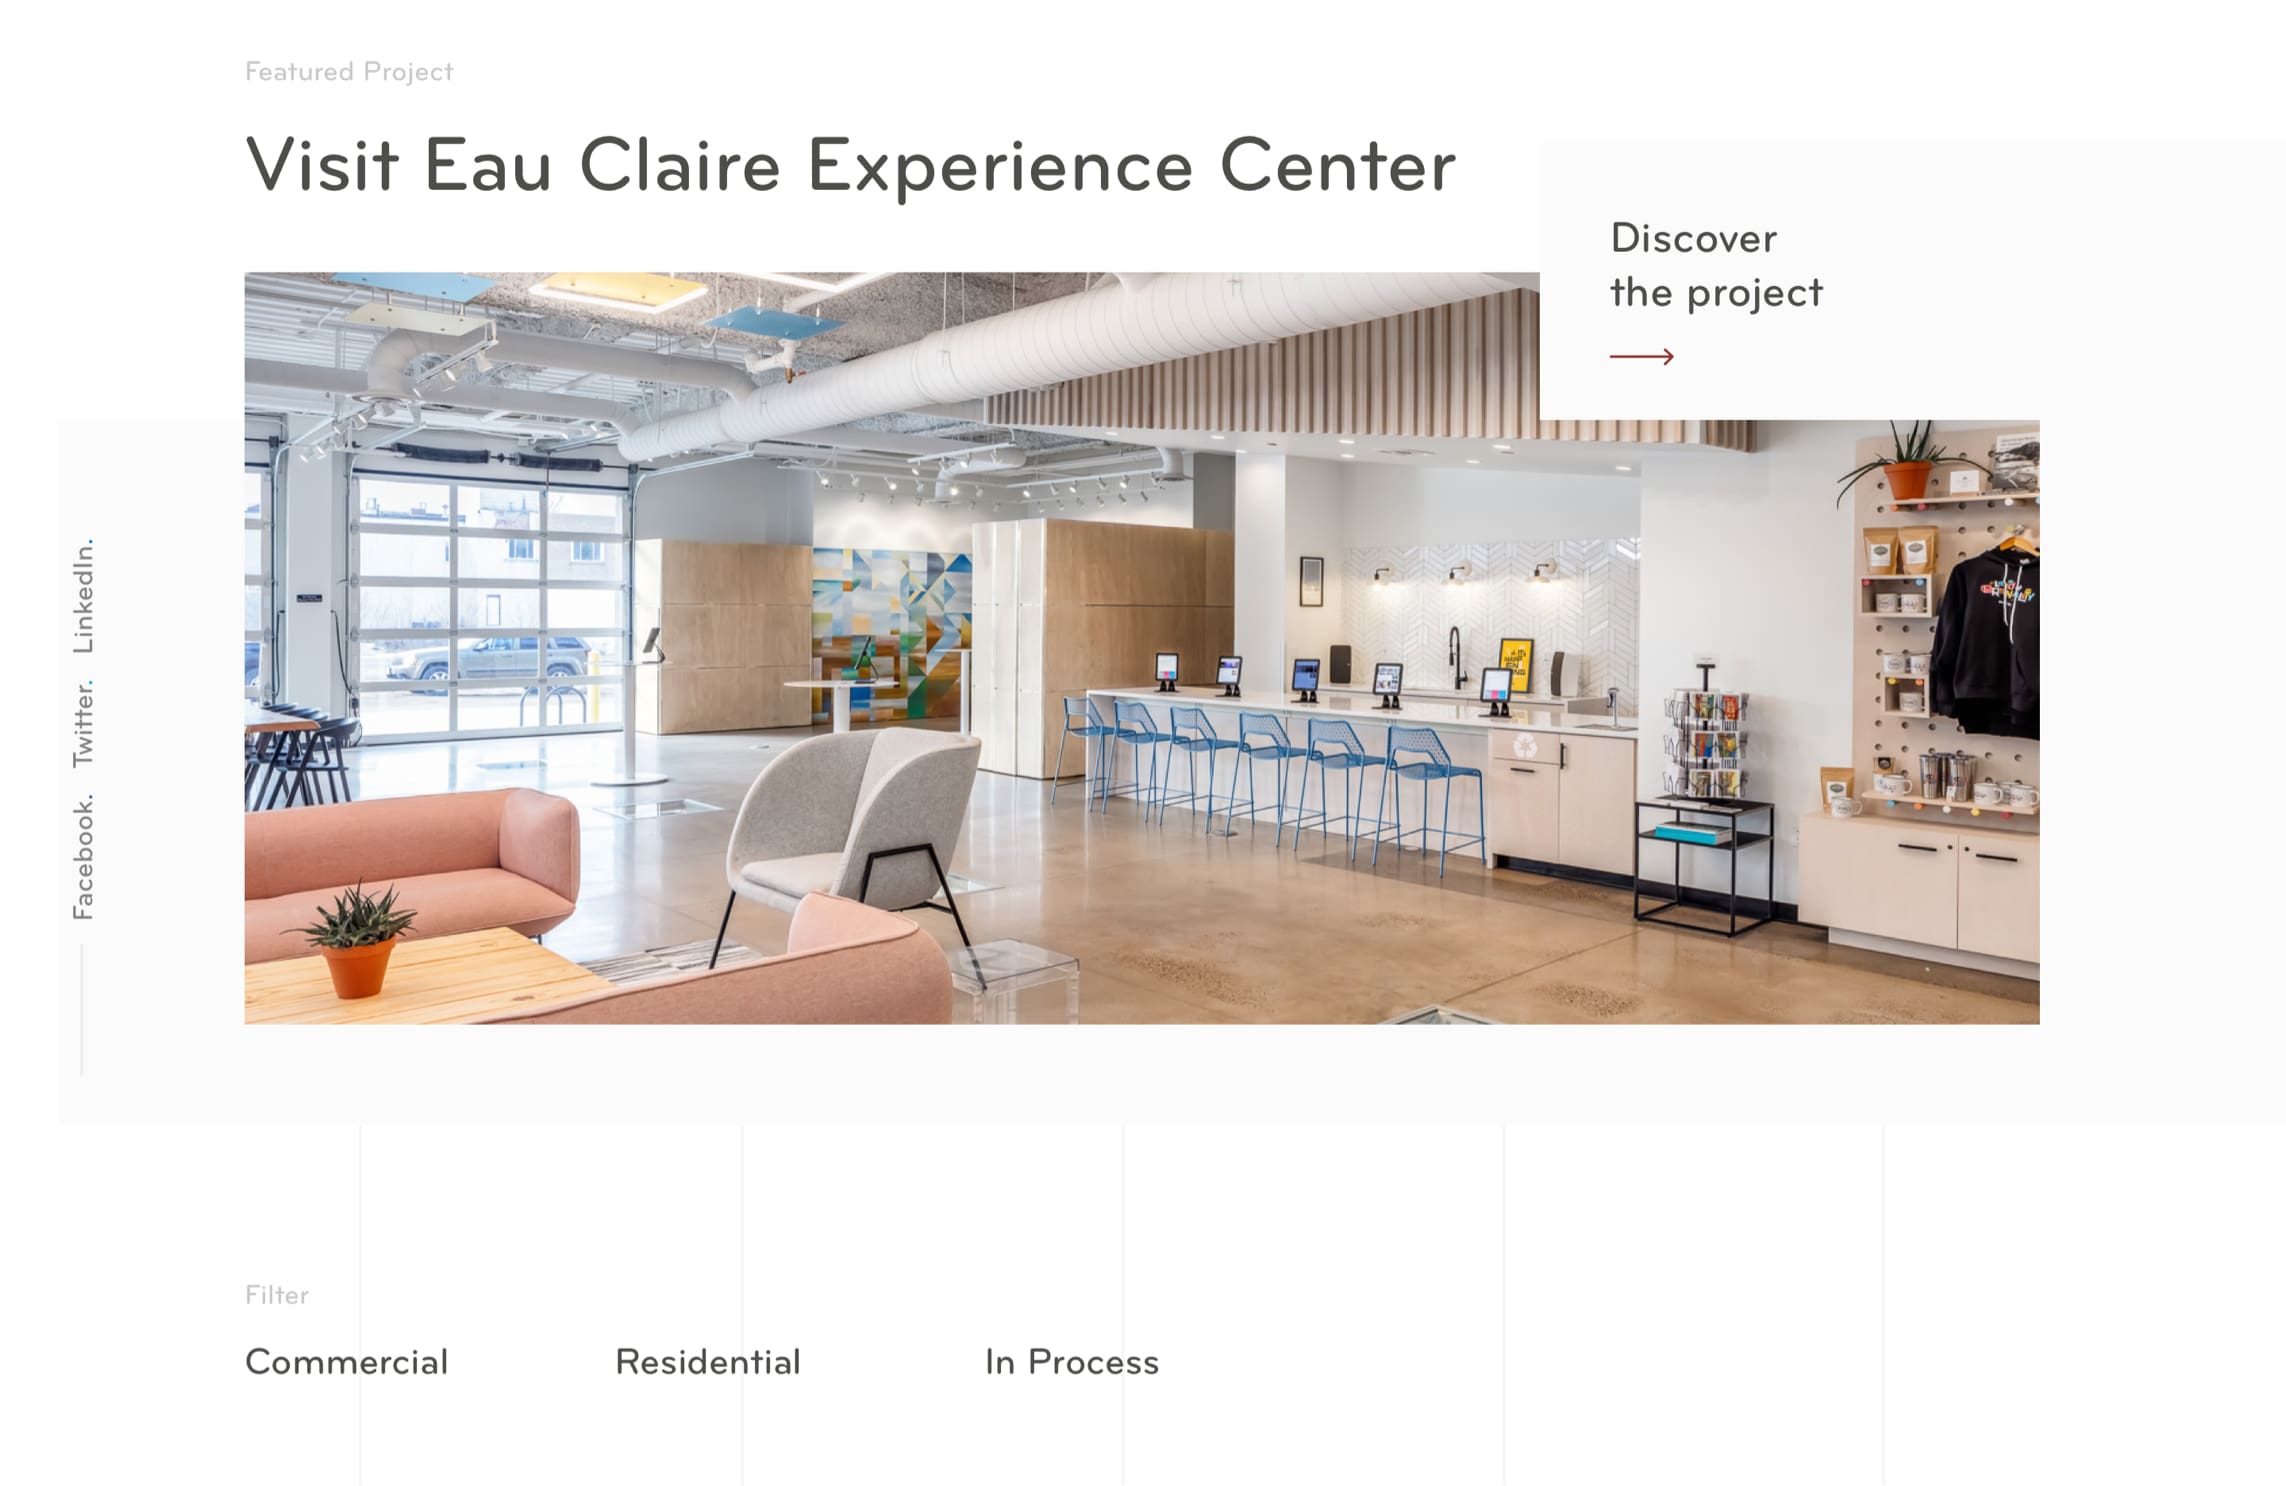 Featured Project
Visit Eau Claire Experience Center
Discover
the project
Facebook. Twitter. LinkedIn.
Filter
Commercial
Residential
In Process